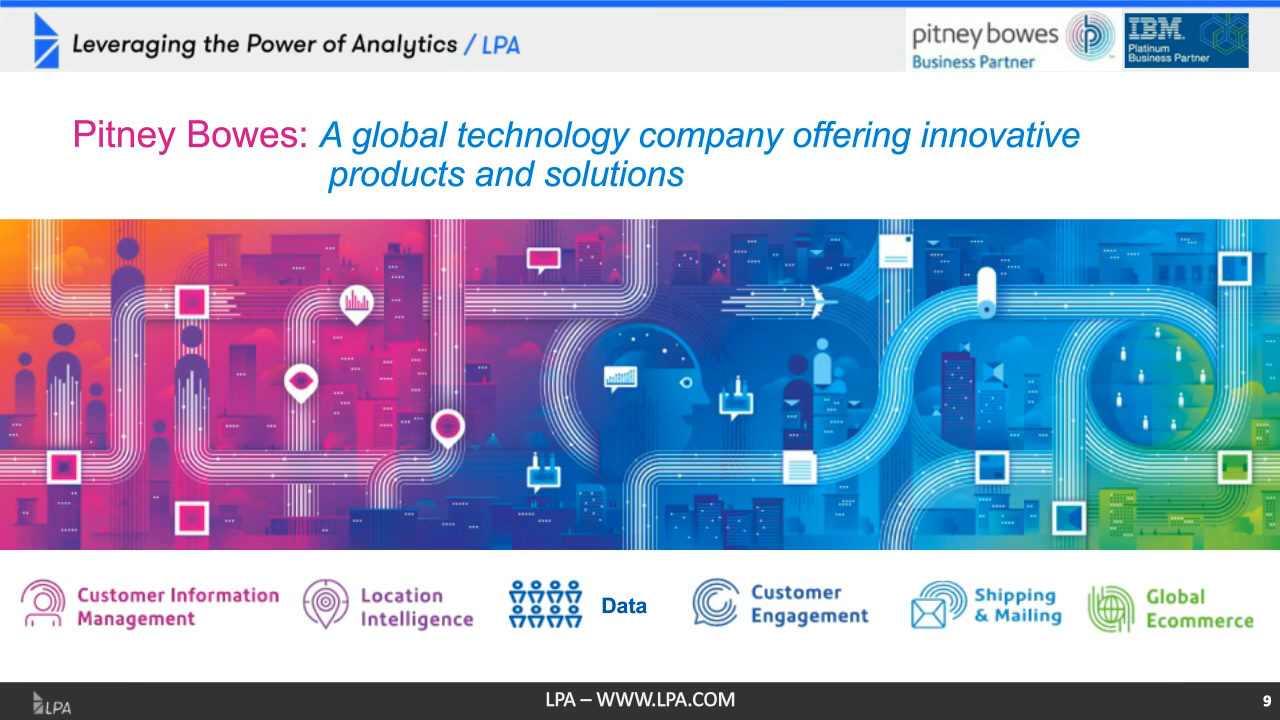 Leveraging the Power of Analytics / LPA
pitney bowes
Business Partner
IBM
Platinum
Business Partner
Pitney Bowes: A global technology company offering innovative
products and solutions
Customer Information
Management
Location
Intelligence
Data
Customer
Engagement
Shipping
& Mailing
Global
Ecommerce
LPA
LPA – WWW.LPA.COM
9